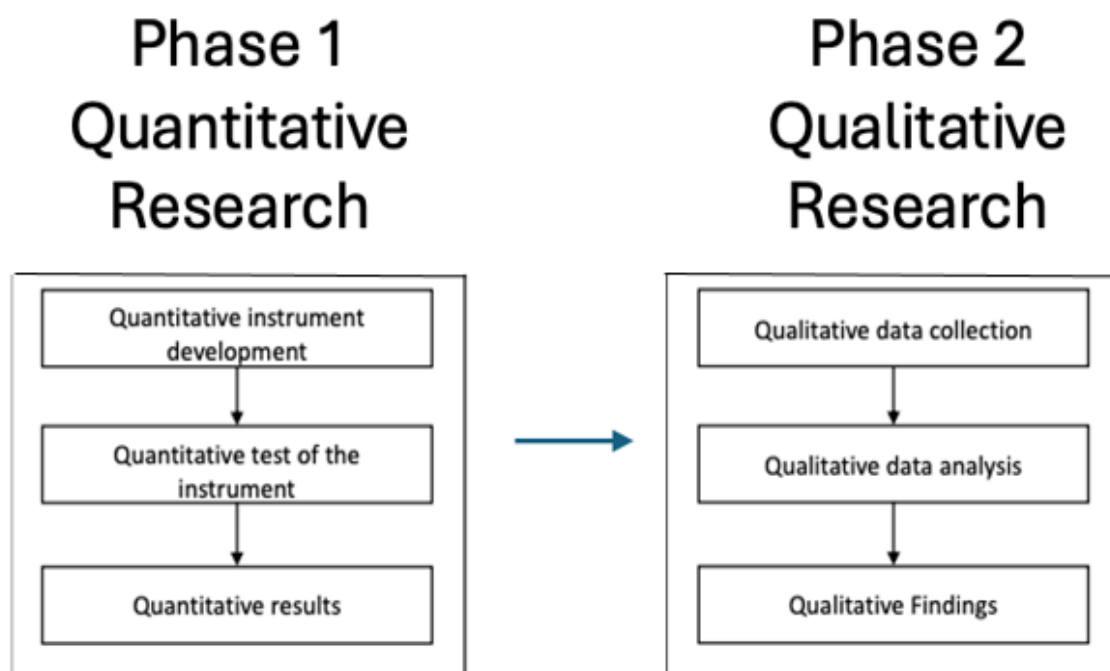 Phase 1
Quantitative
Research
Quantitative instrument
development
Quantitative test of the
instrument
Quantitative results
Phase 2
Qualitative
Research
Qualitative data collection
Qualitative data analysis
Qualitative Findings